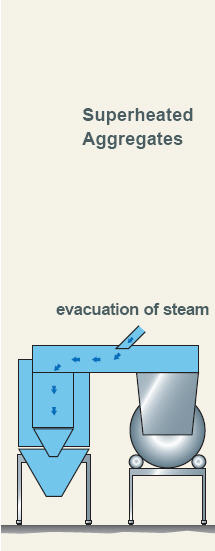 Superheated
Aggregates
evacuation of steam